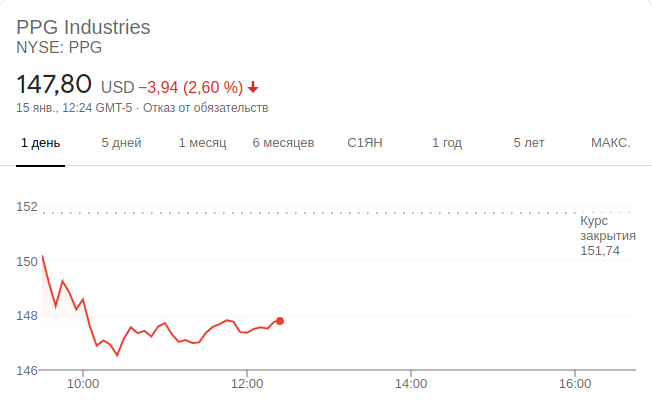 PPG Industries
NYSE: PPG
147,80 USD −3,94 (2,60 %)
15 янв., 12:24 GMT-5 · Отказ от обязательств
1 день 5 дней 1 месяц 6 месяцев С1ЯН 1 год 5 лет МАКС.
152
Курс
закрытия
151,74
150
148
146
10:00 12:00 14:00 16:00